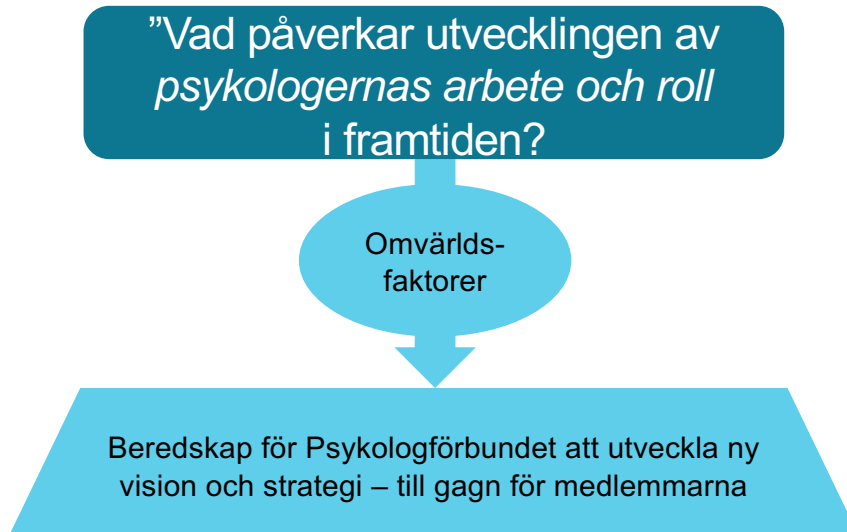 ”Vad påverkar utvecklingen av
psykologernas arbete och roll
i framtiden?
Omvärlds-
faktorer
Beredskap för Psykologförbundet att utveckla ny
vision och strategi – till gagn för medlemmarna